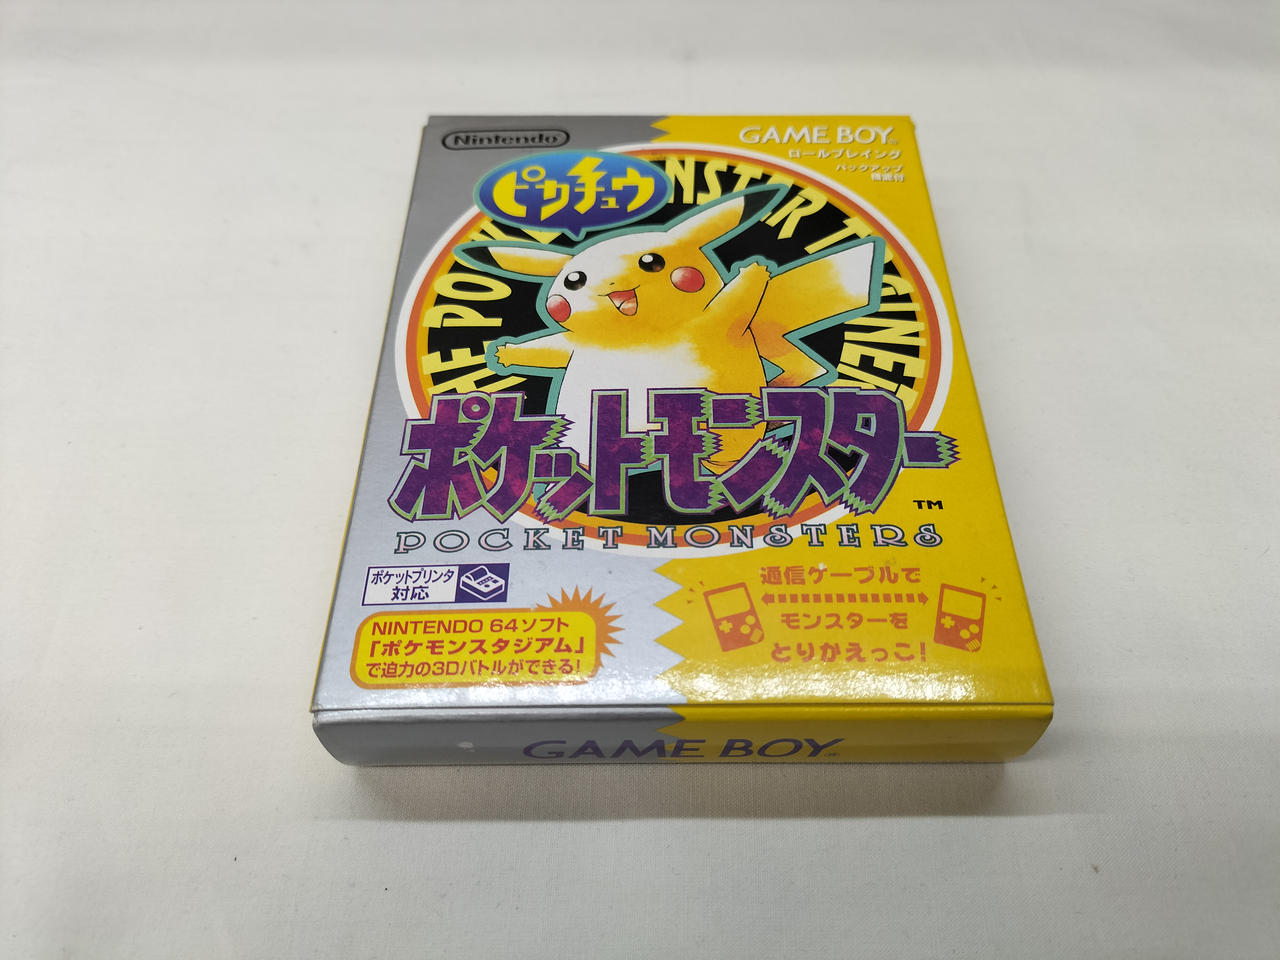 Nintendo
GAME BOY
ロールプレイング
バックアップ
機能付
ピカチュウ
THE POCKET MONSTER TRAINER
ポケットモンスター
TM
POCKET MONSTERS
ポケットプリンタ
対応
NINTENDO 64ソフト
「ポケモンスタジアム」
で迫力の3Dバトルができる!
通信ケーブルで
モンスターを
とりかえっこ!
GAME BOY